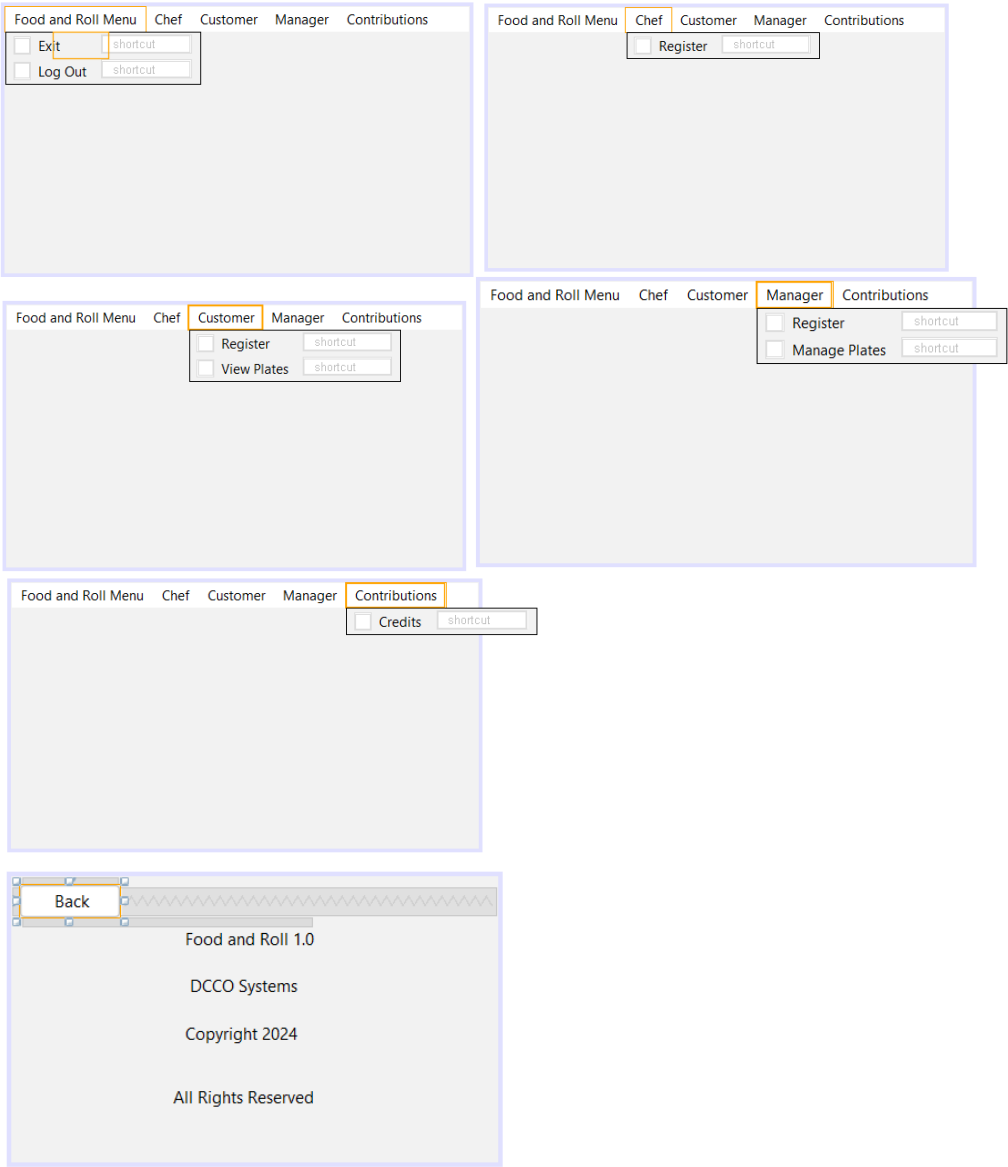 Food and Roll Menu Chef Customer Manager Contributions
Exit shortcut
Log Out shortcut
Food and Roll Menu Chef Customer Manager Contributions
Register shortcut
Food and Roll Menu Chef Customer Manager Contributions
Register shortcut
View Plates shortcut
Food and Roll Menu Chef Customer Manager Contributions
Register shortcut
Manage Plates shortcut
Food and Roll Menu Chef Customer Manager Contributions
Credits shortcut
Back
Food and Roll 1.0
DCCO Systems
Copyright 2024
All Rights Reserved